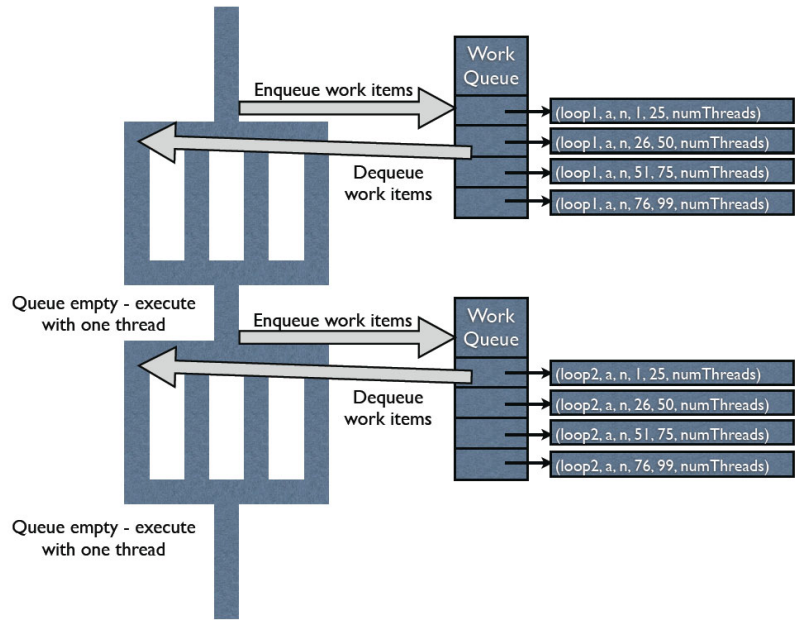 Work
Queue
Enqueue work items
(loop1, a, n, 1, 25, numThreads)
(loop1, a, n, 26, 50, numThreads)
Dequeue
work items
(loop1, a, n, 51, 75, numThreads)
(loop1, a, n, 76, 99, numThreads)
Queue empty - execute
with one thread
Work
Queue
Enqueue work items
(loop2, a, n, 1, 25, numThreads)
(loop2, a, n, 26, 50, numThreads)
Dequeue
work items
(loop2, a, n, 51, 75, numThreads)
(loop2, a, n, 76, 99, numThreads)
Queue empty - execute
with one thread